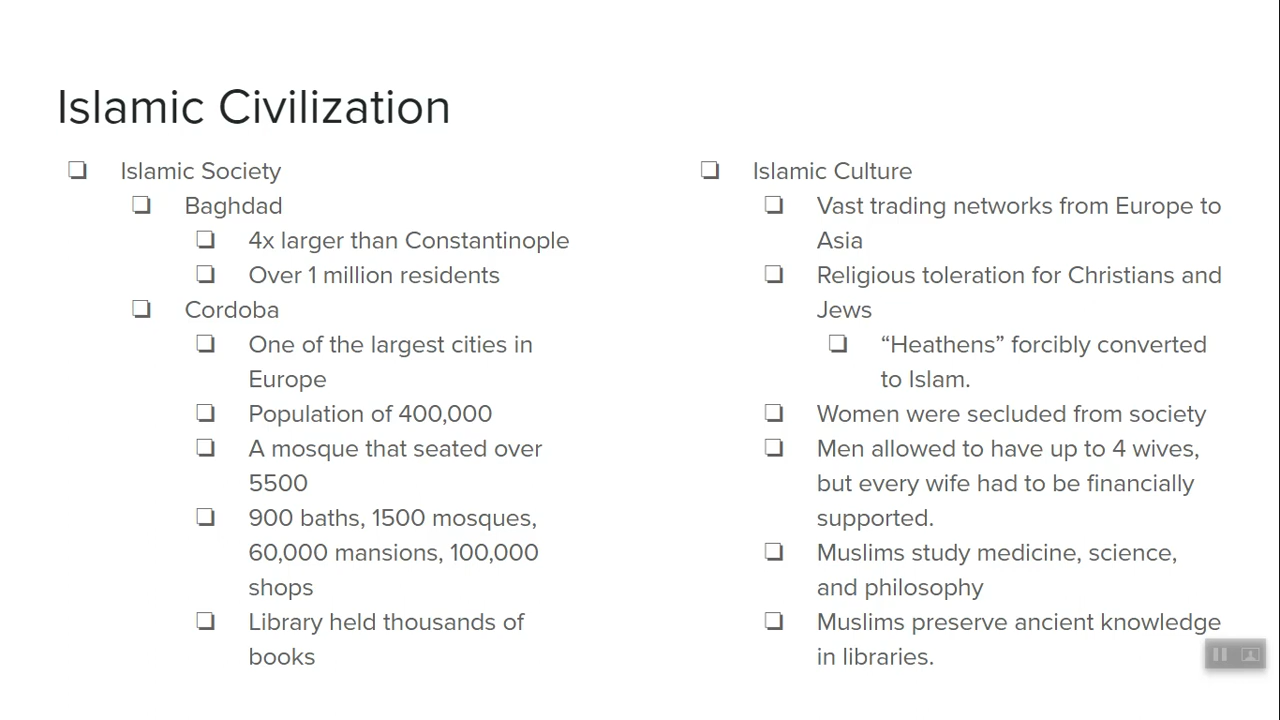 Islamic Civilization
Islamic Society
Baghdad
4x larger than Constantinople
Over 1 million residents
Cordoba
One of the largest cities in
Europe
Population of 400,000
A mosque that seated over
5500
900 baths, 1500 mosques,
60,000 mansions, 100,000
shops
Library held thousands of
books
Islamic Culture
Vast trading networks from Europe to
Asia
Religious toleration for Christians and
Jews
“Heathens” forcibly converted
to Islam.
Women were secluded from society
Men allowed to have up to 4 wives,
but every wife had to be financially
supported.
Muslims study medicine, science,
and philosophy
Muslims preserve ancient knowledge
in libraries.